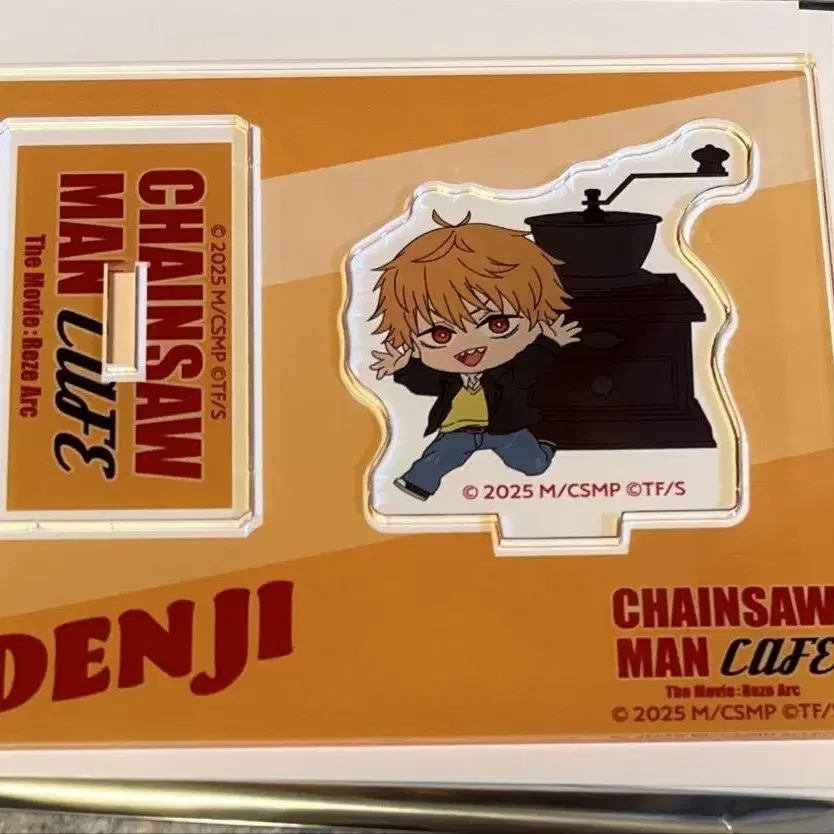 CHAINSAW
MAN CAFE
The Movie:Reze Arc
© 2025 M/CSMP ©TF/S
© 2025 M/CSMP ©TF/S
DENJI
CHAINSAW
MAN CAFE
The Movie:Reze Arc
© 2025 M/CSMP ©TF/S